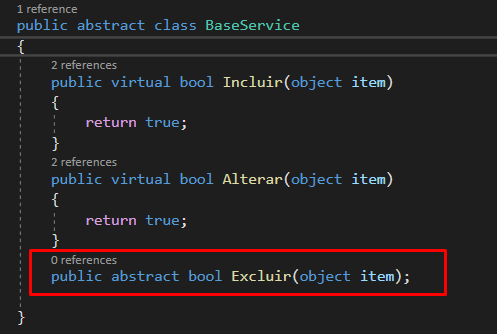 1 reference
public abstract class BaseService
{
2 references
public virtual bool Incluir(object item)
{
return true;
}
2 references
public virtual bool Alterar(object item)
{
return true;
}
0 references
public abstract bool Excluir(object item);
}